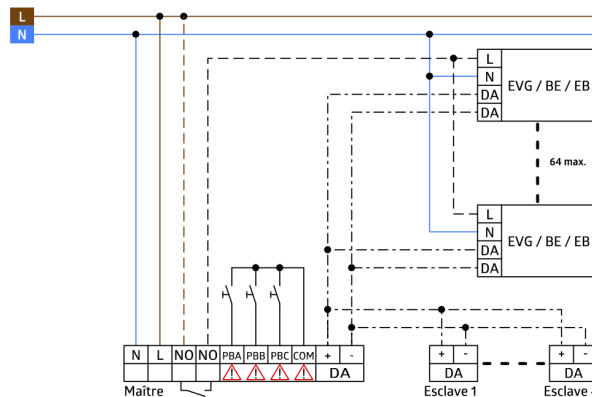 L
N
L
N
DA
DA
EVG / BE / EB
64 max.
L
N
DA
DA
EVG / BE / EB
N L NO NO PBA PBB PBC COM + -
DA
Maître
+ -
DA
Esclave 1
+ -
DA
Esclave